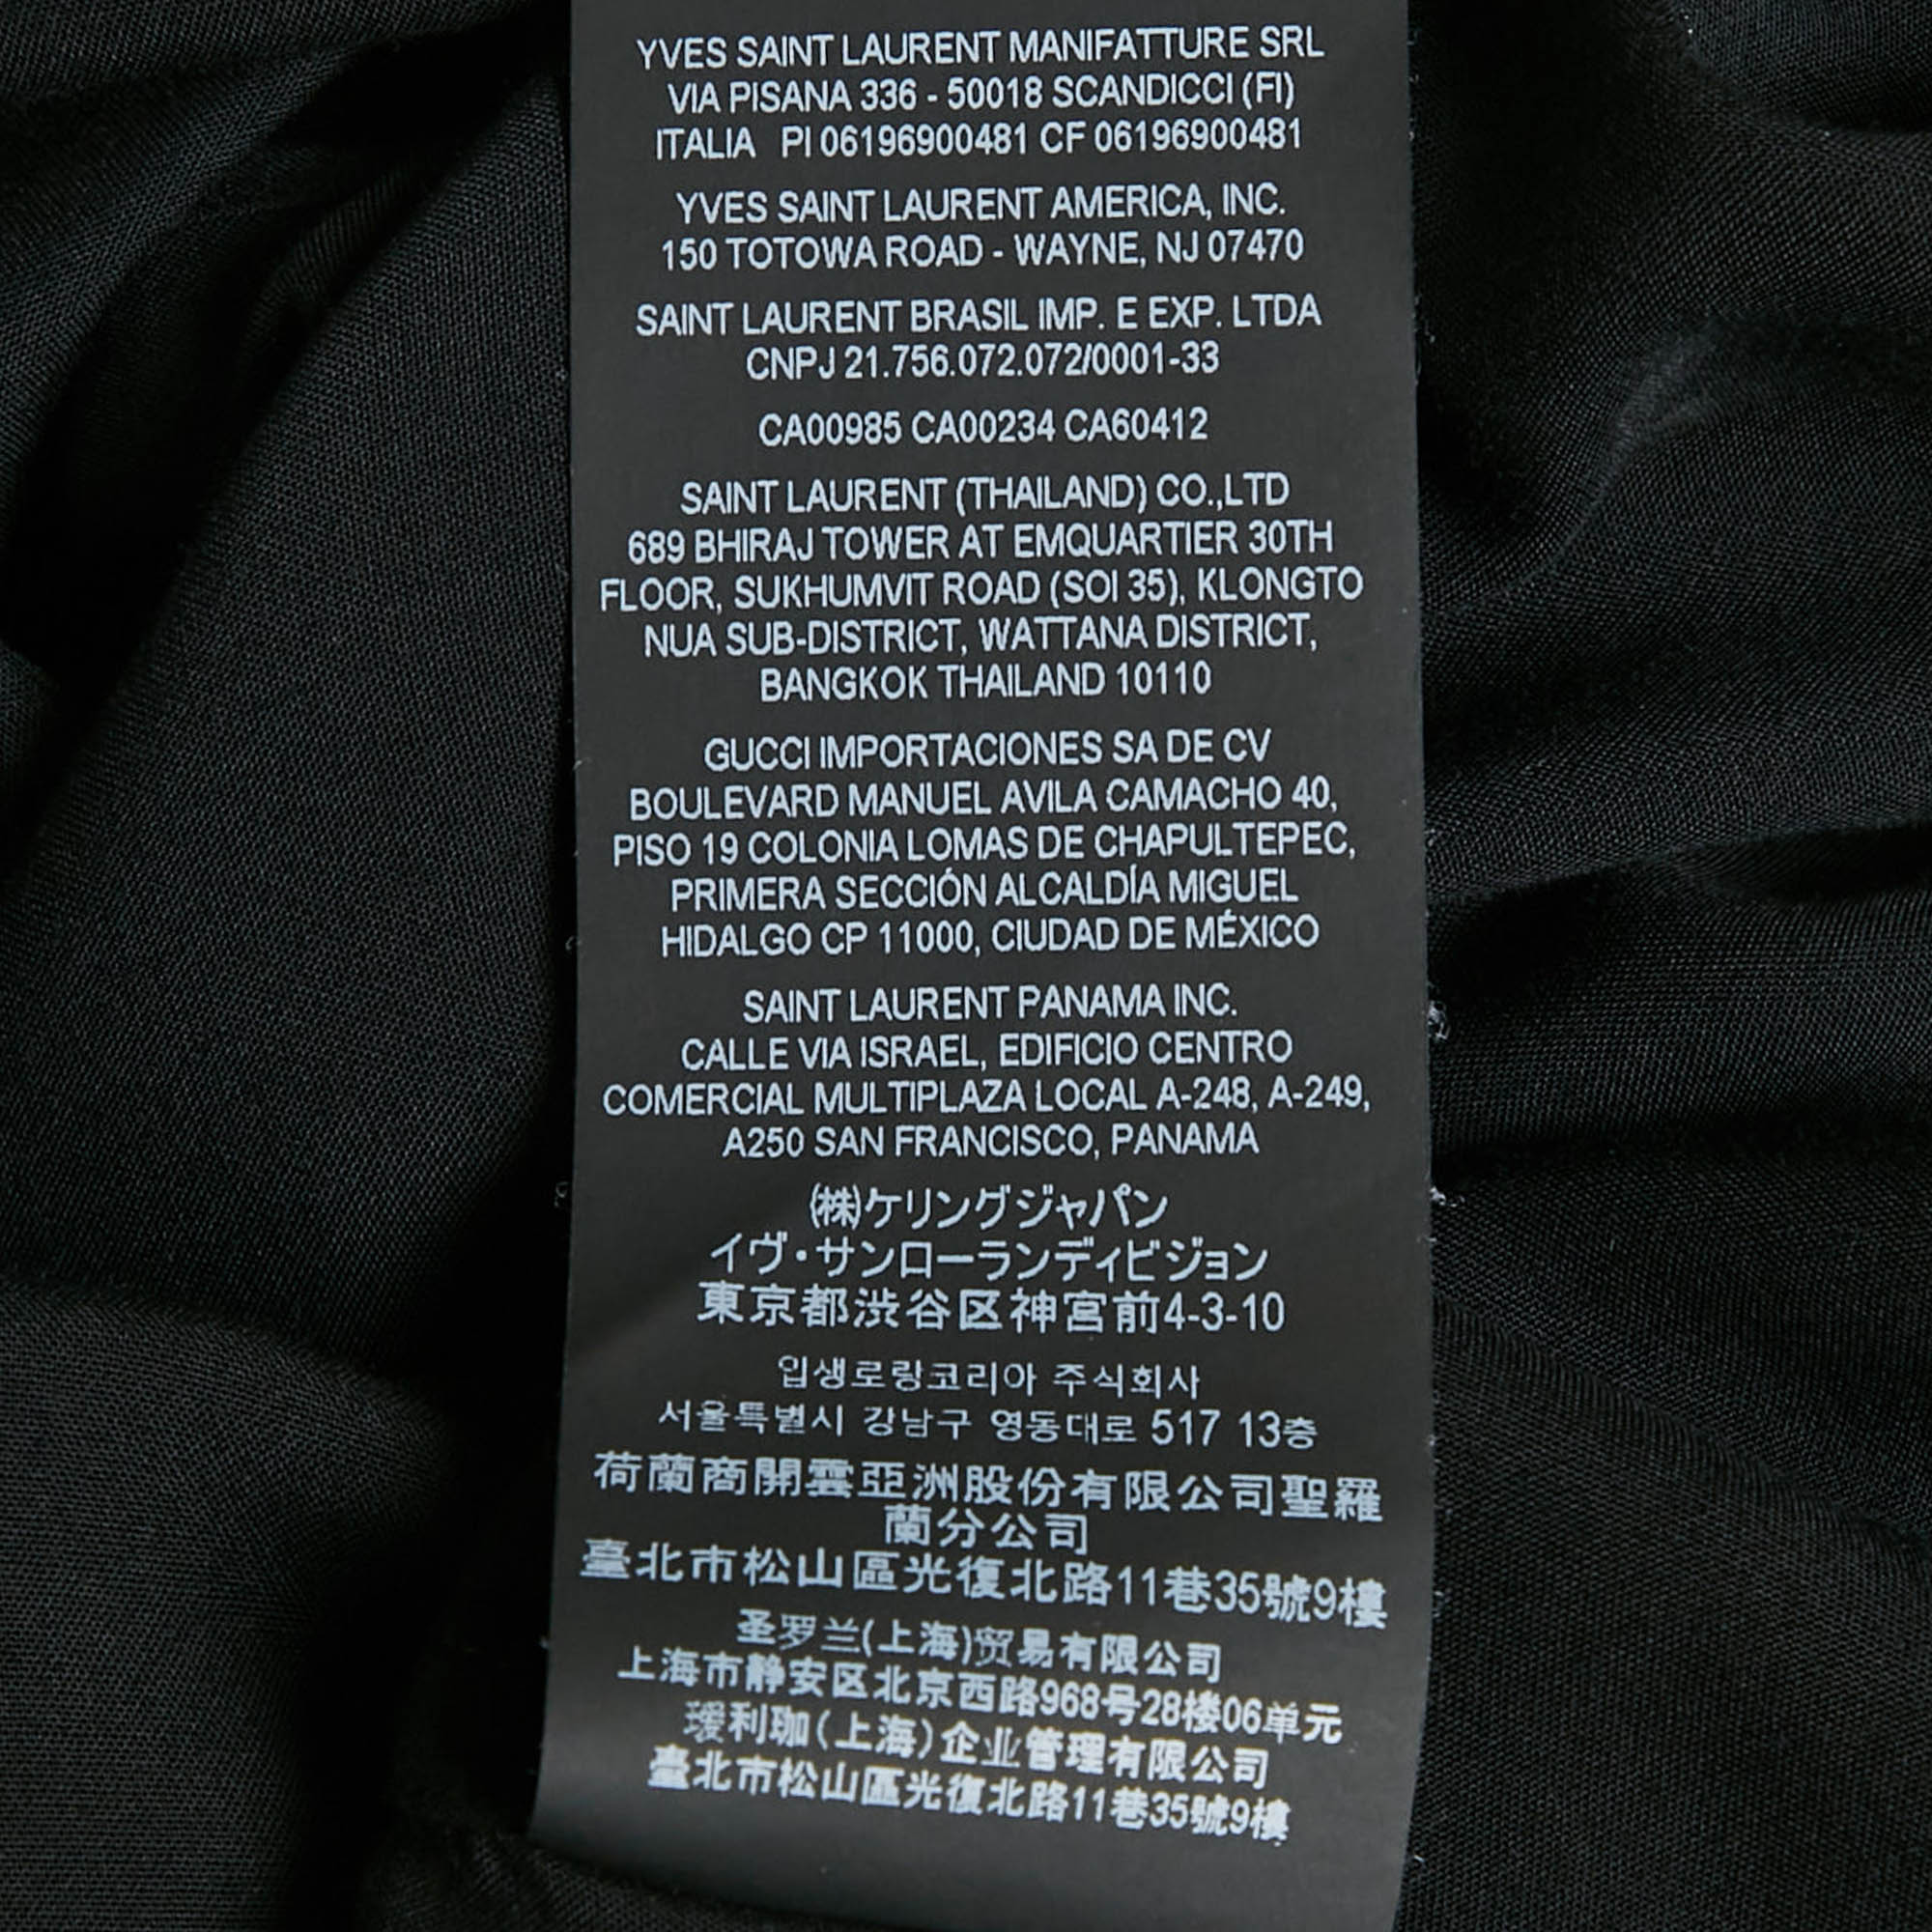 YVES SAINT LAURENT MANIFATTURE SRL
VIA PISANA 336 - 50018 SCANDICCI (FI)
ITALIA PI 06196900481 CF 06196900481
YVES SAINT LAURENT AMERICA, INC.
150 TOTOWA ROAD - WAYNE, NJ 07470
SAINT LAURENT BRASIL IMP. E EXP. LTDA
CNPJ 21.756.072.072/0001-33
CA00985 CA00234 CA60412
SAINT LAURENT (THAILAND) CO.,LTD
689 BHIRAJ TOWER AT EMQUARTIER 30TH
FLOOR, SUKHUMVIT ROAD (SOI 35), KLONGTO
NUA SUB-DISTRICT, WATTANA DISTRICT,
BANGKOK THAILAND 10110
GUCCI IMPORTACIONES SA DE CV
BOULEVARD MANUEL AVILA CAMACHO 40,
PISO 19 COLONIA LOMAS DE CHAPULTEPEC,
PRIMERA SECCIÓN ALCALDÍA MIGUEL
HIDALGO CP 11000, CIUDAD DE MÉXICO
SAINT LAURENT PANAMA INC.
CALLE VIA ISRAEL, EDIFICIO CENTRO
COMERCIAL MULTIPLAZA LOCAL A-248, A-249,
A250 SAN FRANCISCO, PANAMA
(株)ケリングジャパン
イヴ・サンローランディビジョン
東京都渋谷区神宮前4-3-10
입생로랑코리아 주식회사
서울특별시 강남구 영동대로 517 13층
荷蘭商開雲亞洲股份有限公司聖羅
蘭分公司
臺北市松山區光復北路11巷35號9樓
圣罗兰(上海)贸易有限公司
上海市静安区北京西路968号28楼06单元
瑷利珈(上海)企业管理有限公司
臺北市松山區光復北路11巷35號9樓